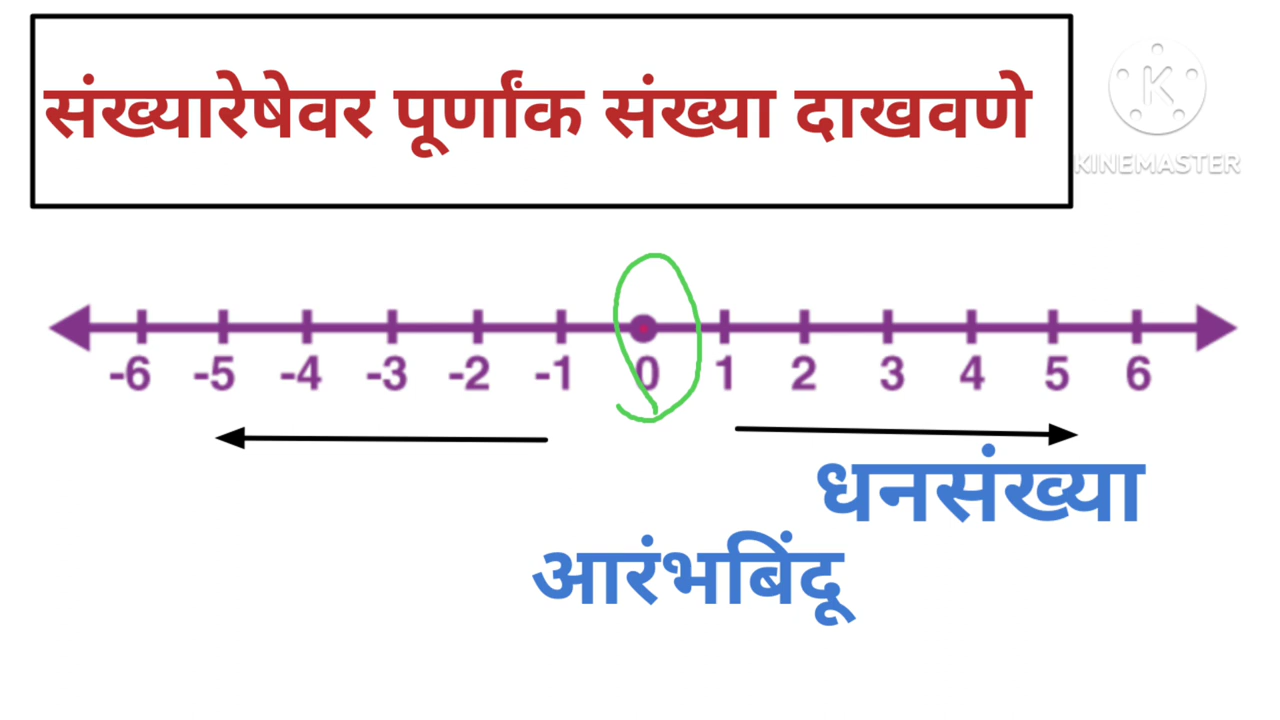 संख्यारेषेवर पूर्णांक संख्या दाखवणे
K
KINEMASTER
-6 -5 -4 -3 -2 -1 0 1 2 3 4 5 6
धनसंख्या
आरंभबिंदू